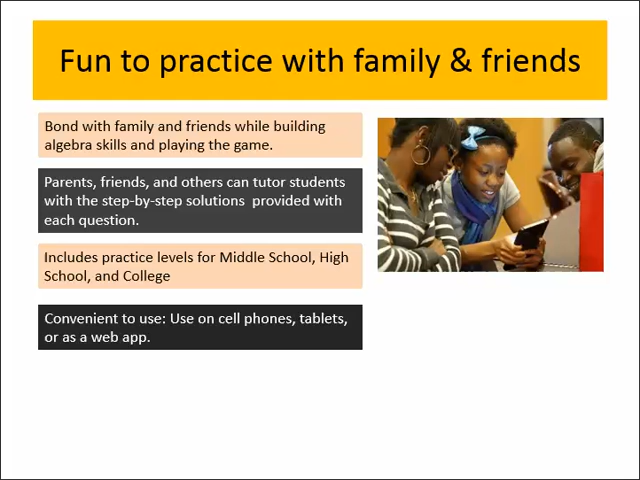 Fun to practice with family & friends
Bond with family and friends while building
algebra skills and playing the game.
Parents, friends, and others can tutor students
with the step-by-step solutions  provided with
each question.
Includes practice levels for Middle School, High
School, and College
Convenient to use: Use on cell phones, tablets,
or as a web app.